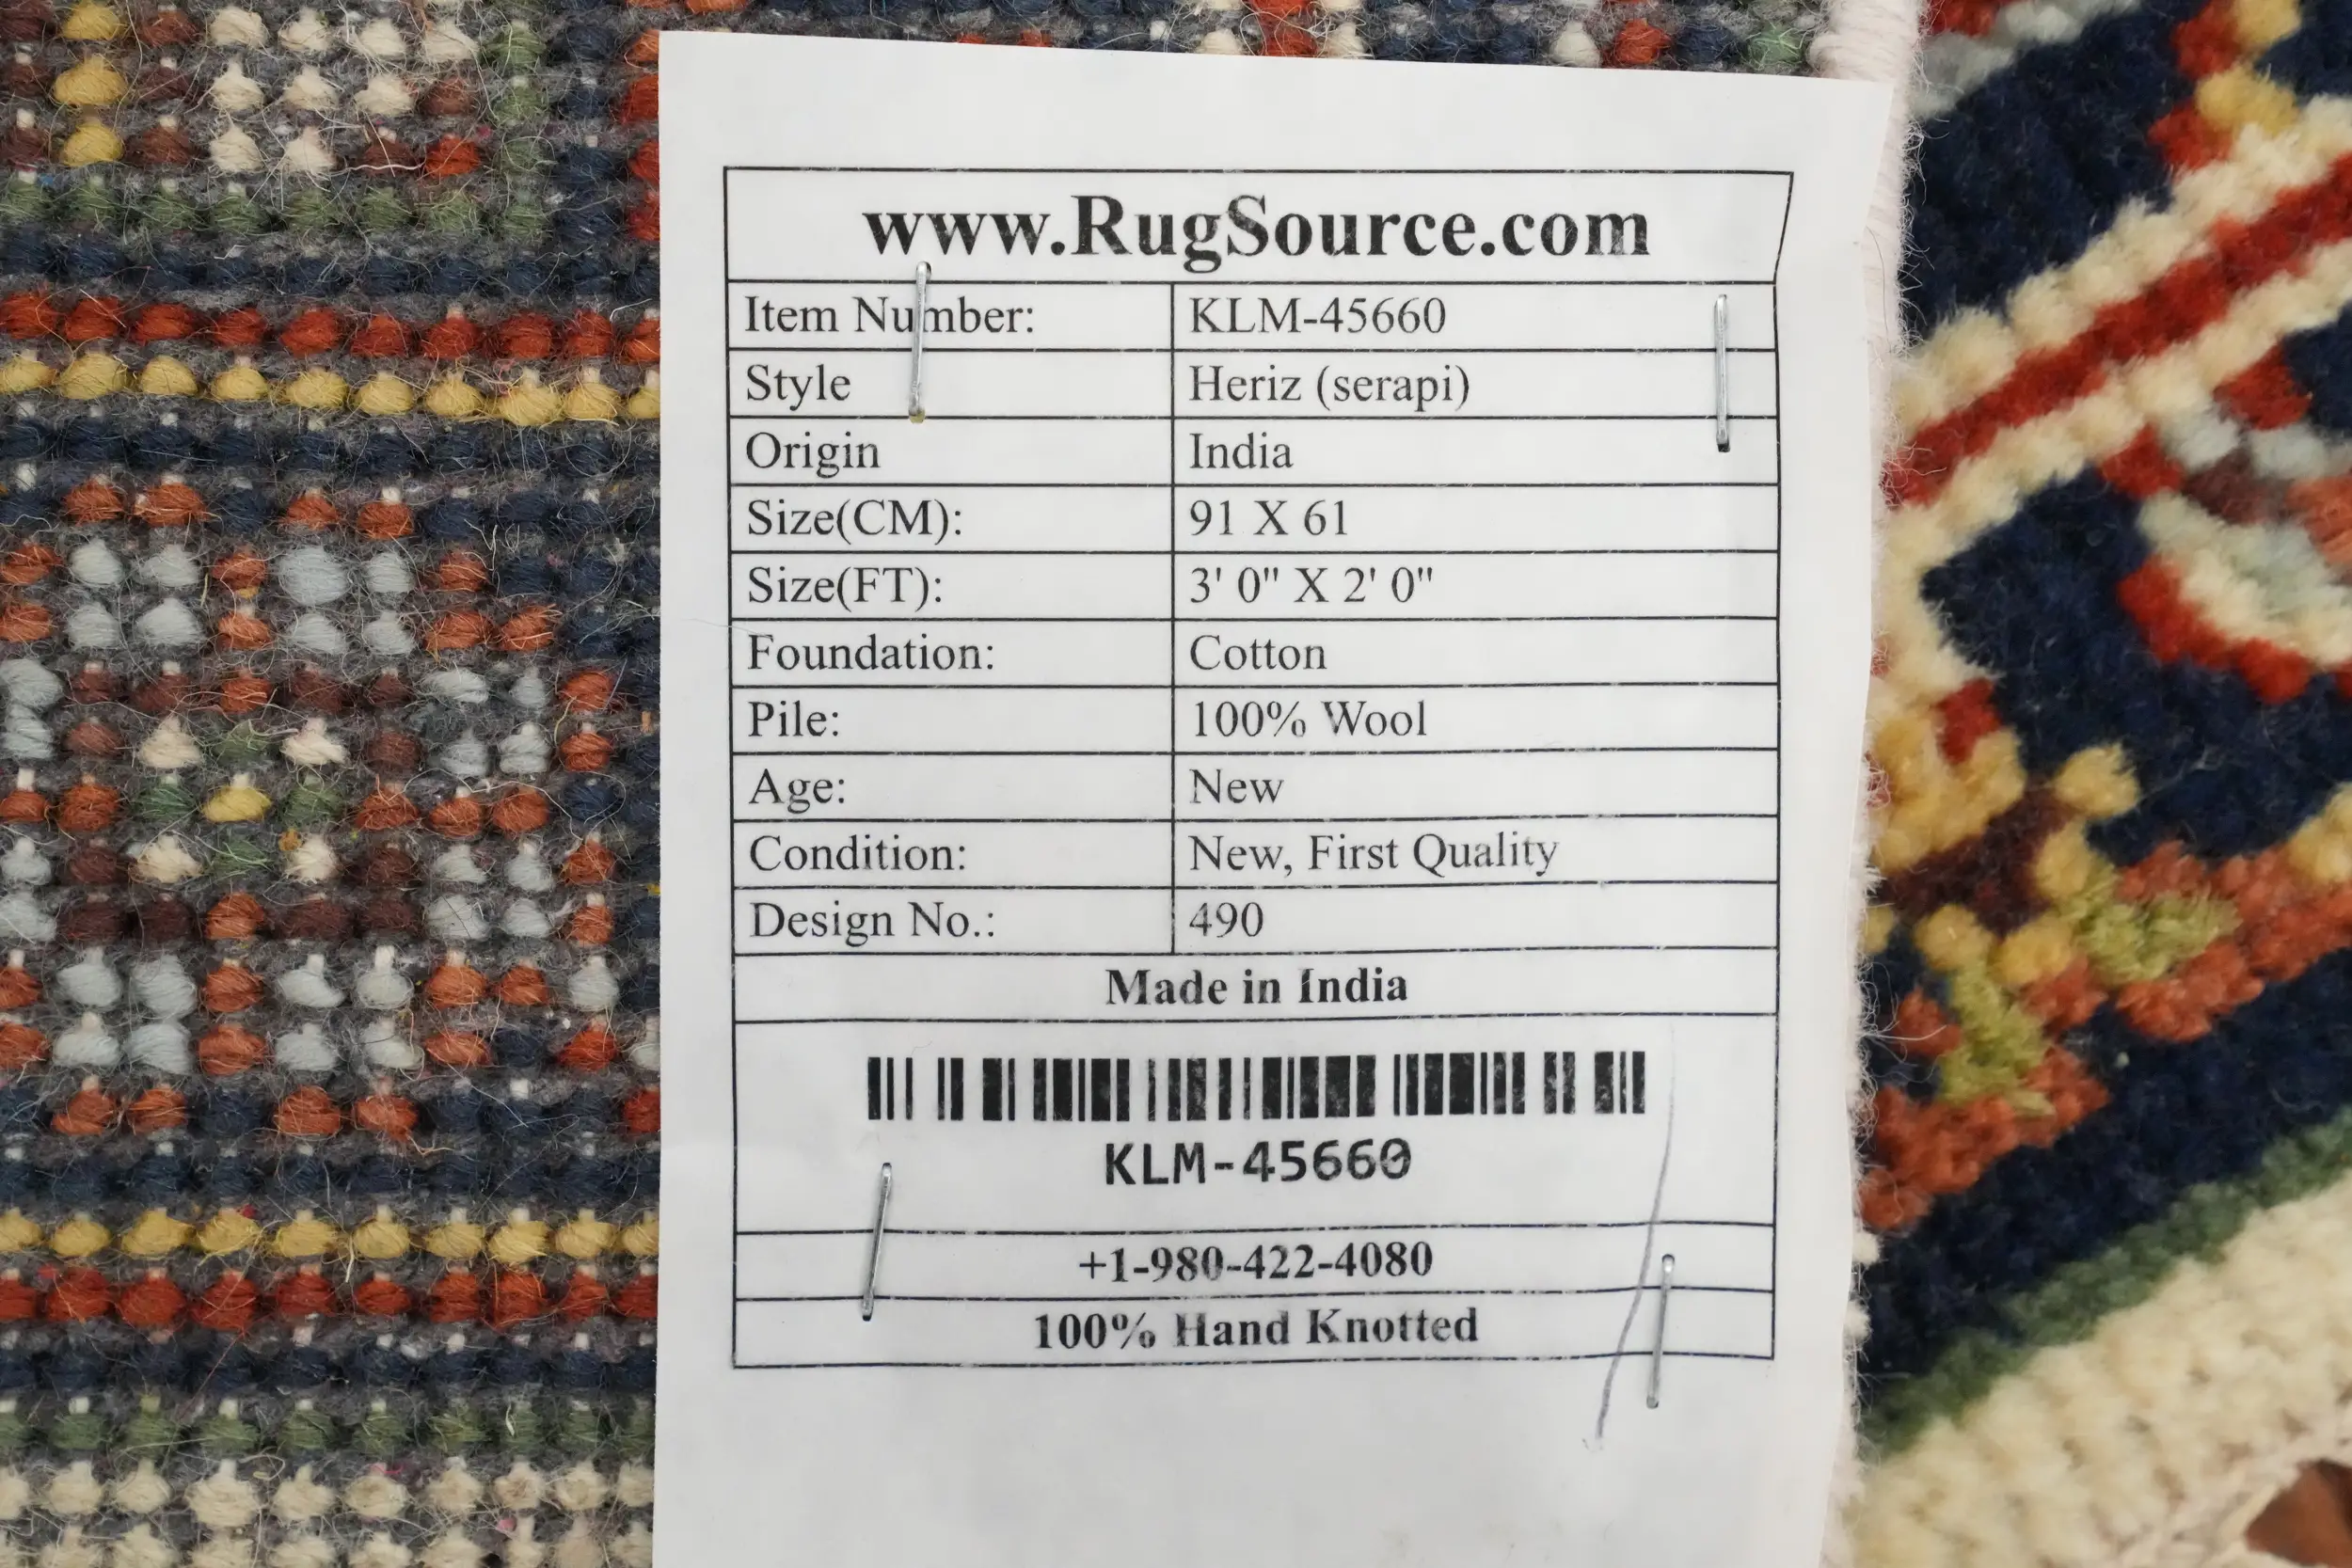 www.RugSource.com
Item Number: KLM-45660
Style Heriz (serapi)
Origin India
Size(CM): 91 X 61
Size(FT): 3' 0" X 2' 0"
Foundation: Cotton
Pile: 100% Wool
Age: New
Condition: New, First Quality
Design No.: 490
Made in India
KLM-45660
+1-980-422-4080
100% Hand Knotted